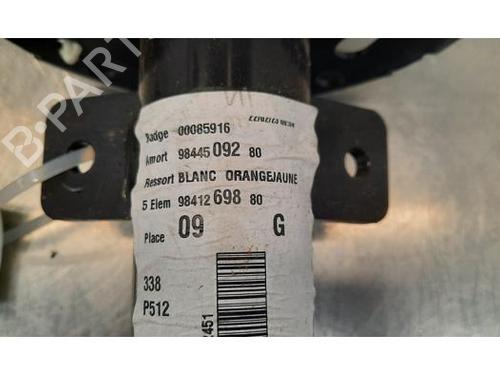 B-PARTS
Badge 00085916
Amort 98445 092 80
Ressort BLANC ORANGEJAUNE
5 Elem 98412 698 80
Place 09 G
338
P512
2451